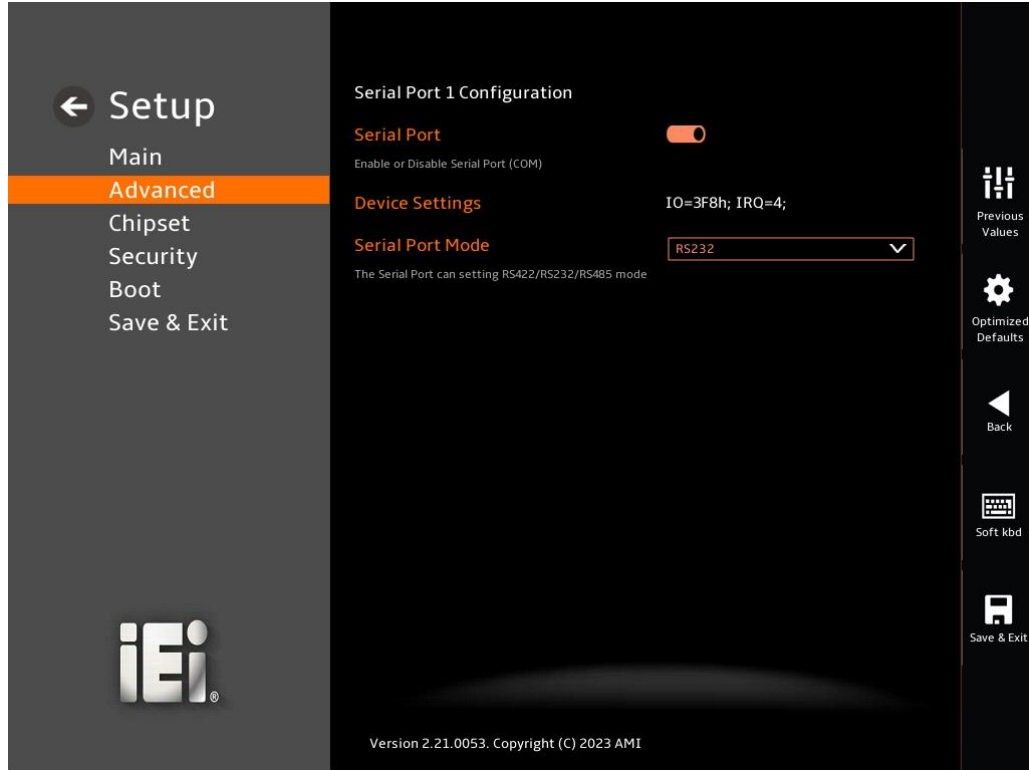 Setup
Main
Advanced
Chipset
Security
Boot
Save & Exit
iEi®
Serial Port 1 Configuration
Serial Port
Enable or Disable Serial Port (COM)
Device Settings IO=3F8h; IRQ=4;
Serial Port Mode RS232
The Serial Port can setting RS422/RS232/RS485 mode
Version 2.21.0053. Copyright (C) 2023 AMI
Previous
Values
Optimized
Defaults
Back
Soft kbd
Save & Exit